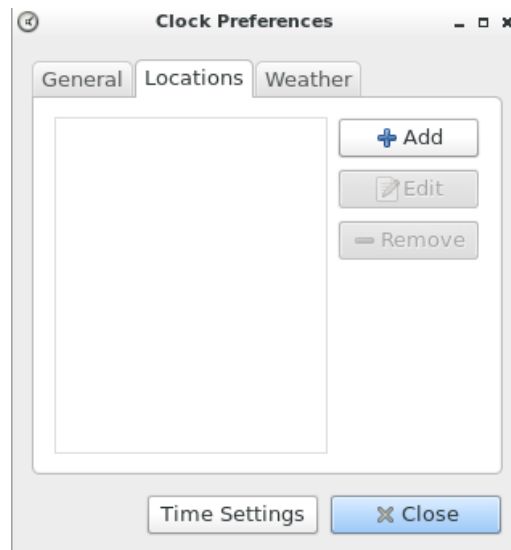 Clock Preferences
General Locations Weather
Add
Edit
Remove
Time Settings Close